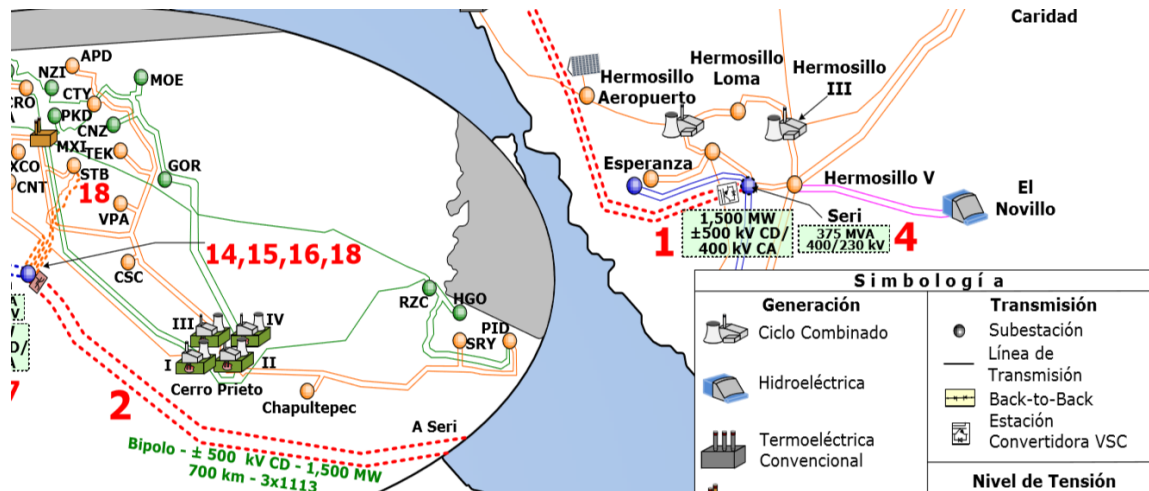 Caridad
APD
NZI
MOE
CTY
CRO
A
PKD
CNZ
MXI
TEK
XCO
STB
GOR
CNT
18
VPA
14,15,16,18
CSC
RZC
HGO
PID
SRY
III
IV
I
II
Cerro Prieto
Chapultepec
2
7
A Seri
Bipolo - ± 500 kV CD - 1,500 MW
700 km - 3x1113
Hermosillo
Aeropuerto
Hermosillo
Loma
Hermosillo
III
Esperanza
Hermosillo V
El
Novillo
Seri
1
1,500 MW
±500 kV CD/
400 kV CA
375 MVA
400/230 kV
4
Simbología
Generación
Ciclo Combinado
Hidroeléctrica
Termoeléctrica
Convencional
Transmisión
Subestación
Línea de
Transmisión
Back-to-Back
Estación
Convertidora VSC
Nivel de Tensión